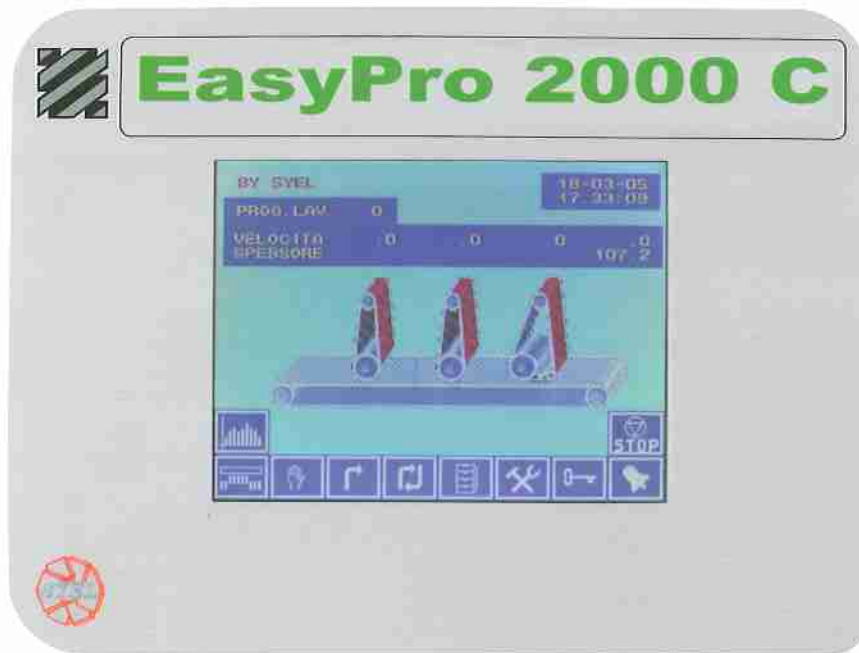 EasyPro 2000 C
BY SYEL
18-03-05
17.33:09
PROG.LAV 0
VELOCITA .0 .0 0 .0
SPESSORE 107.2
STOP
SYEL